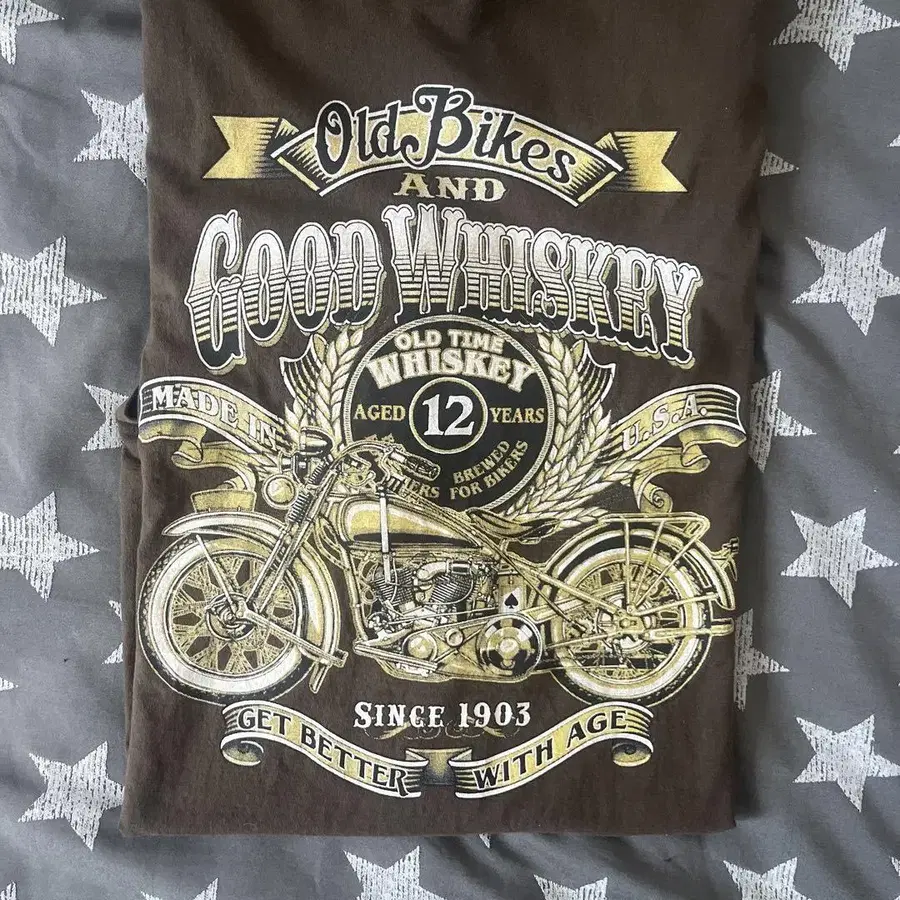 Old Bikes
AND
GOOD WHISKEY
OLD TIME
WHISKEY
AGED 12 YEARS
MADE IN
U.S.A.
BREWED
FOR BIKERS
SINCE 1903
GET BETTER
WITH AGE